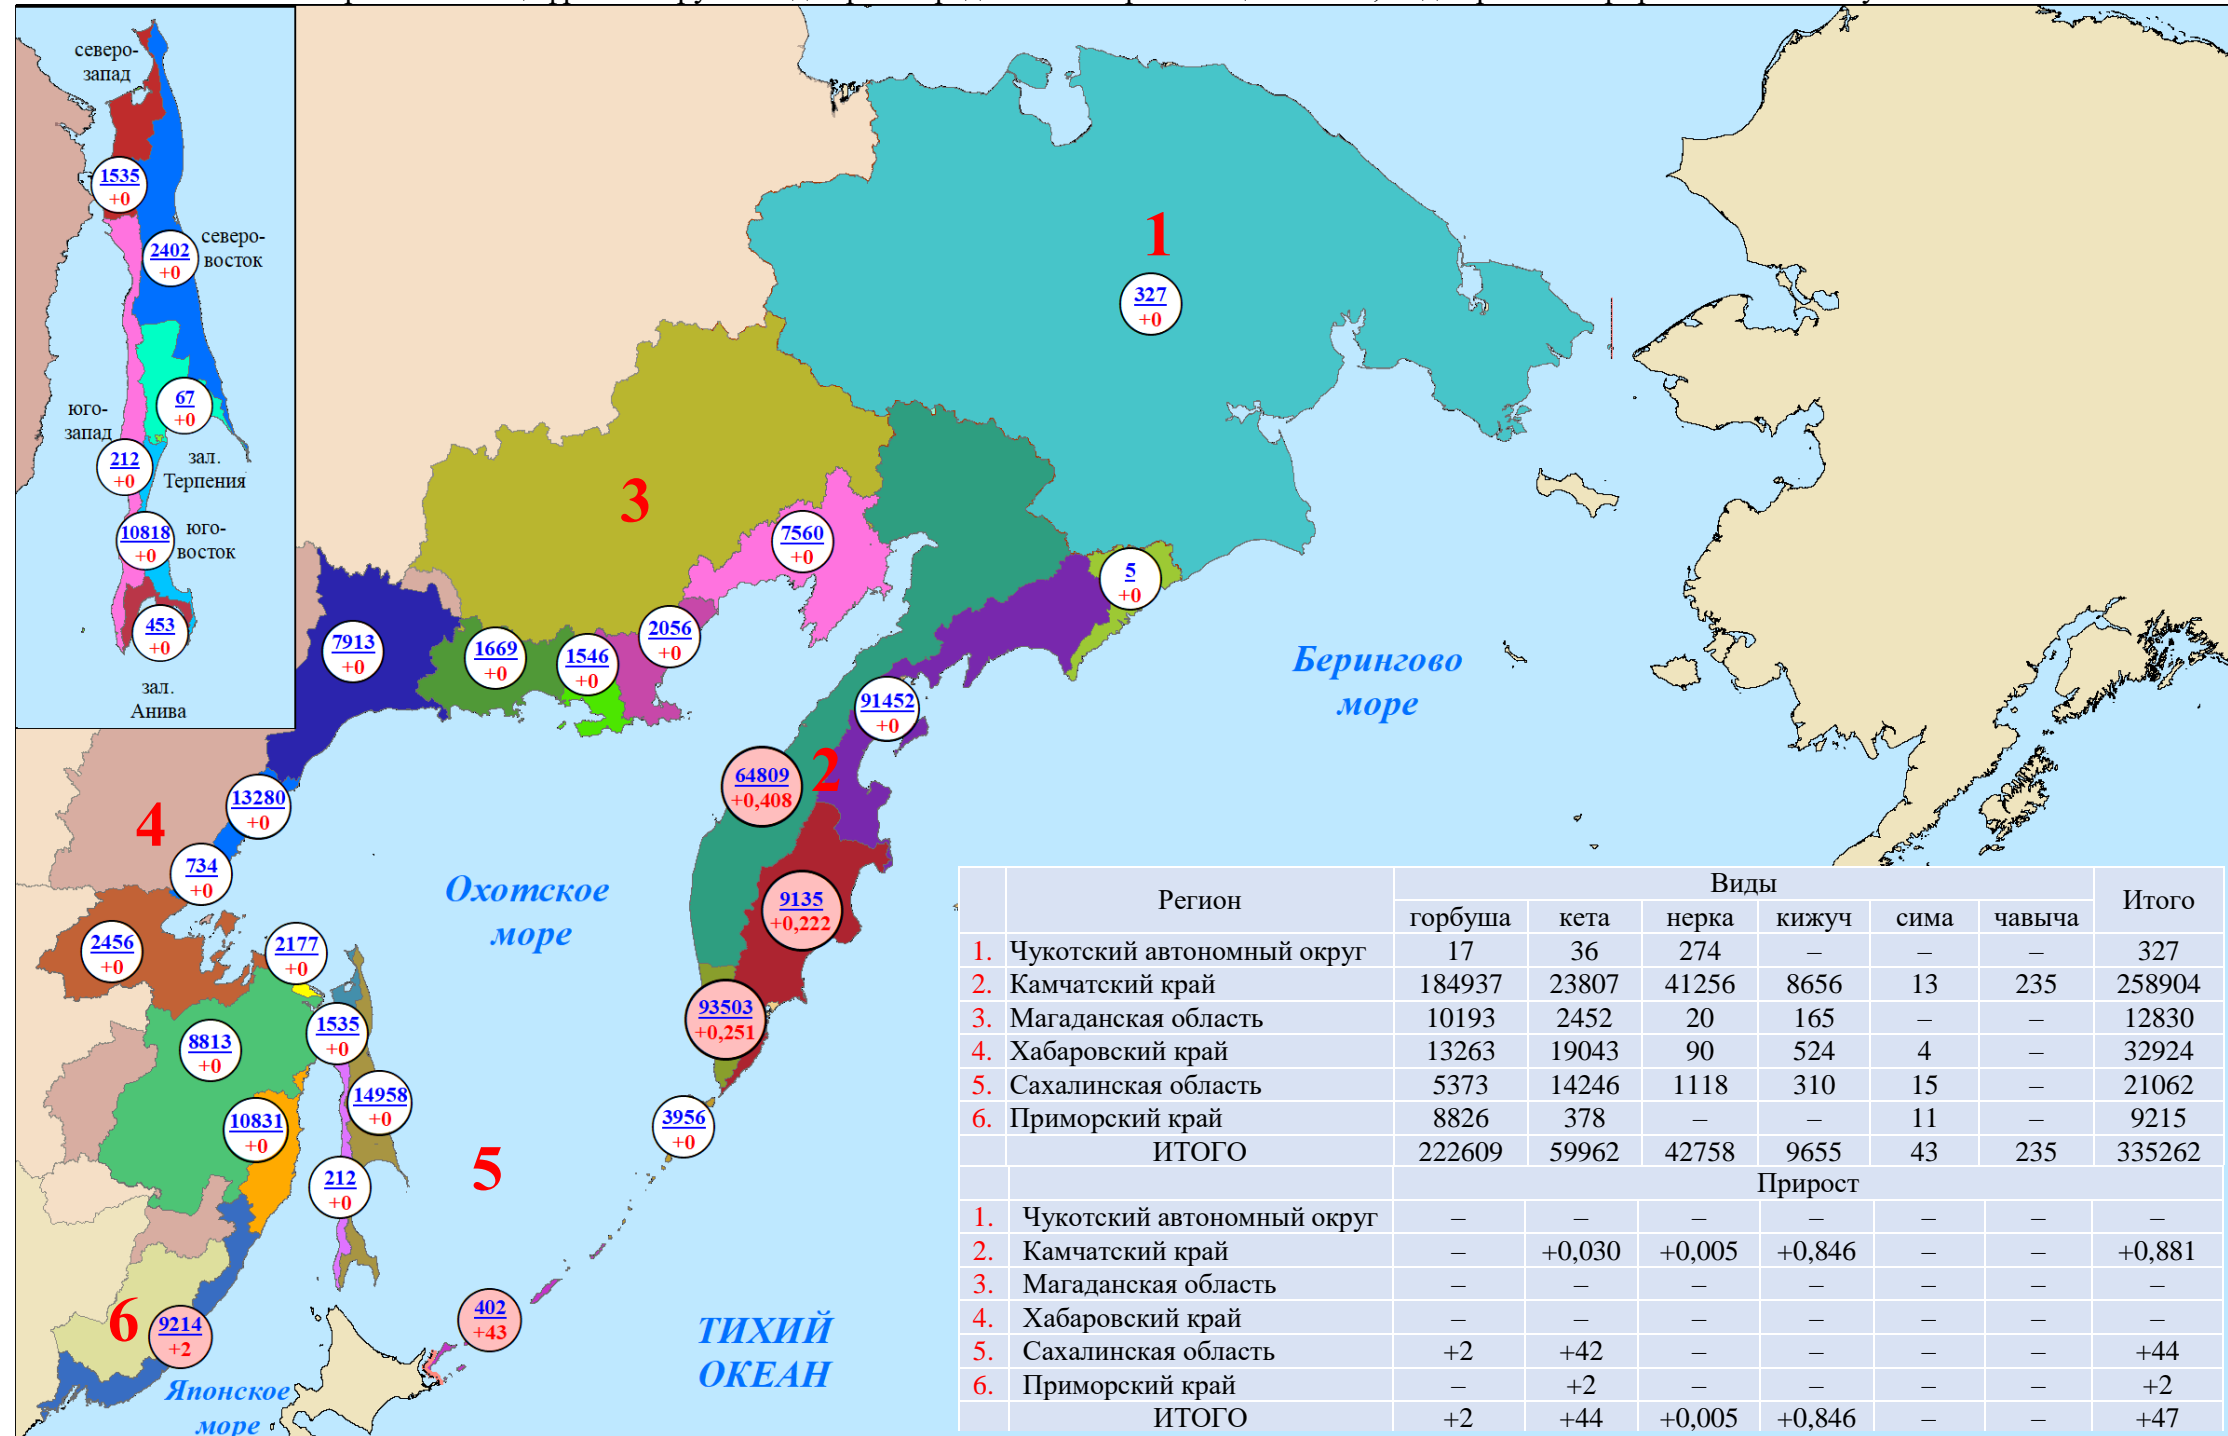 северо-
запад
1535
+0
северо-
восток
2402
+0
67
+0
юго-
запад
212
+0
зал.
Терпения
10818
+0
юго-
восток
453
+0
зал.
Анива
1
327
+0
3
7560
+0
5
+0
7913
+0
1669
+0
1546
+0
2056
+0
Берингово
море
91452
+0
2
64809
+0,408
4
13280
+0
734
+0
Охотское
море
9135
+0,222
2456
+0
2177
+0
93503
+0,251
1535
+0
8813
+0
14958
+0
10831
+0
3956
+0
5
212
+0
6
9214
+2
402
+43
ТИХИЙ
ОКЕАН
Японское
море
Регион Виды Итого
горбуша кета нерка кижуч сима чавыча
1. Чукотский автономный округ 17 36 274 – – – 327
2. Камчатский край 184937 23807 41256 8656 13 235 258904
3. Магаданская область 10193 2452 20 165 – – 12830
4. Хабаровский край 13263 19043 90 524 4 – 32924
5. Сахалинская область 5373 14246 1118 310 15 – 21062
6. Приморский край 8826 378 – – 11 – 9215
ИТОГО 222609 59962 42758 9655 43 235 335262
Прирост
1. Чукотский автономный округ – – – – – – –
2. Камчатский край – +0,030 +0,005 +0,846 – – +0,881
3. Магаданская область – – – – – – –
4. Хабаровский край – – – – – – –
5. Сахалинская область +2 +42 – – – – +44
6. Приморский край – +2 – – – – +2
ИТОГО +2 +44 +0,005 +0,846 – – +47